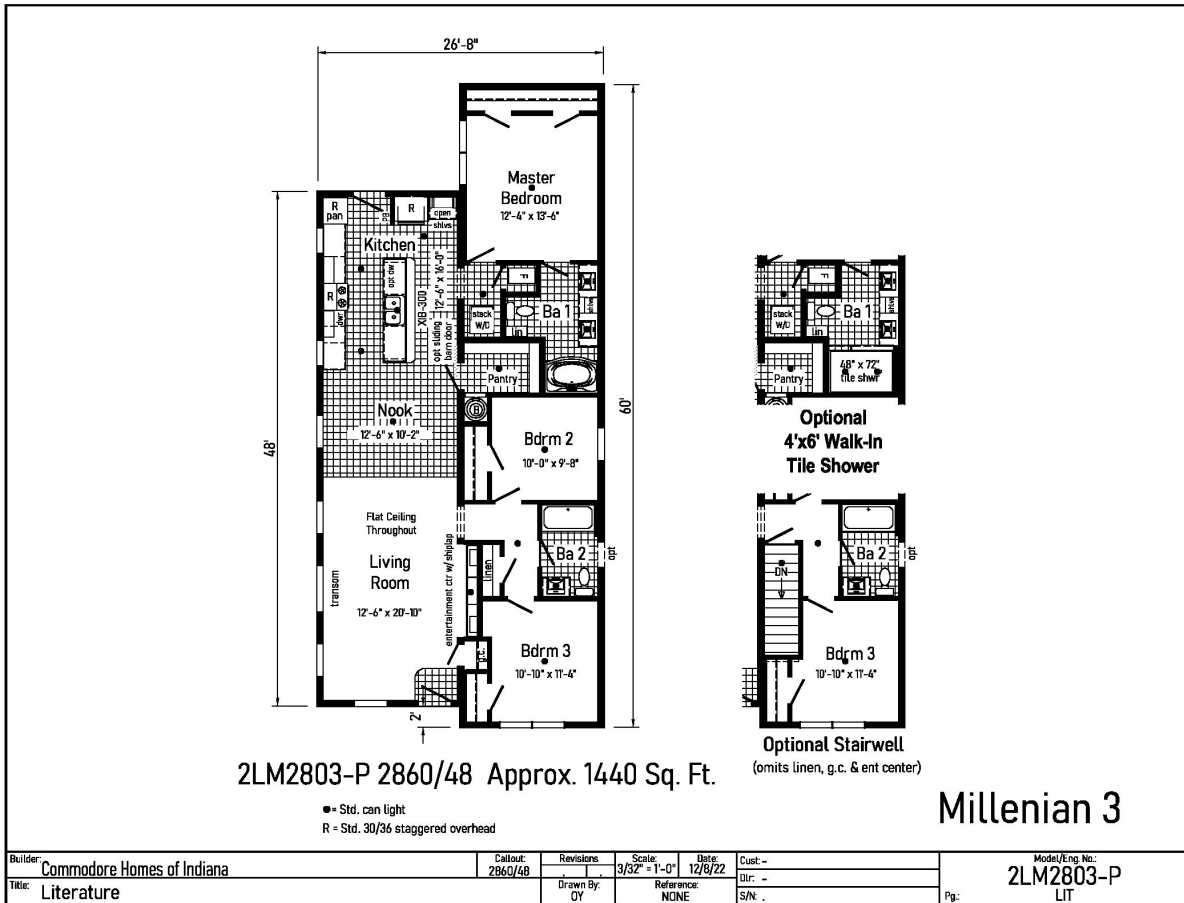 26'-8"
Master
Bedroom
12'-4" x 13'-6"
R
pan
R
open
shlvs
Kitchen
opt dw
XIB-300
12'-6" x 16'-0"
R
dwr
opt sliding
barn door
F
stack
W/D
lin
Ba 1
shlvs
Pantry
Nook
12'-6" x 10'-2"
Bdrm 2
10'-0" x 9'-8"
48'
60'
Flat Ceiling
Throughout
Living
Room
12'-6" x 20'-10"
transom
entertainment ctr w/shiplap
linen
Ba 2
opt
g.c.
Bdrm 3
10'-10" x 11'-4"
2'
F
stack
W/D
lin
Ba 1
shlvs
Pantry
48" x 72"
tile shwr
Optional
4'x6' Walk-In
Tile Shower
DN
Ba 2
opt
Bdrm 3
10'-10" x 11'-4"
Optional Stairwell
(omits linen, g.c. & ent center)
2LM2803-P 2860/48 Approx. 1440 Sq. Ft.
= Std. can light
R = Std. 30/36 staggered overhead
Millenian 3
Builder: Commodore Homes of Indiana
Title: Literature
Callout:
2860/48
Revisions
Drawn By:
OY
Scale:
3/32" = 1'-0"
Date:
12/8/22
Reference:
NONE
Cust: -
Dlr: -
S/N: .
Model/Eng. No.:
2LM2803-P
Pg.: LIT